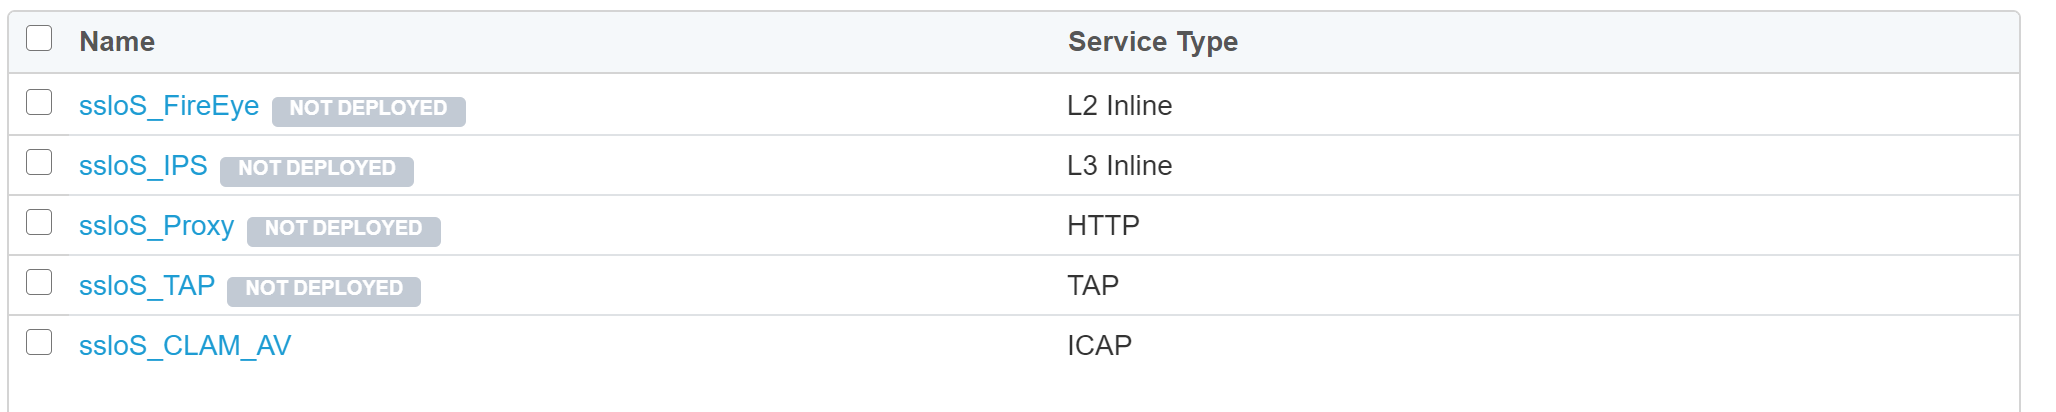 Name Service Type
ssloS_FireEye NOT DEPLOYED L2 Inline
ssloS_IPS NOT DEPLOYED L3 Inline
ssloS_Proxy NOT DEPLOYED HTTP
ssloS_TAP NOT DEPLOYED TAP
ssloS_CLAM_AV ICAP